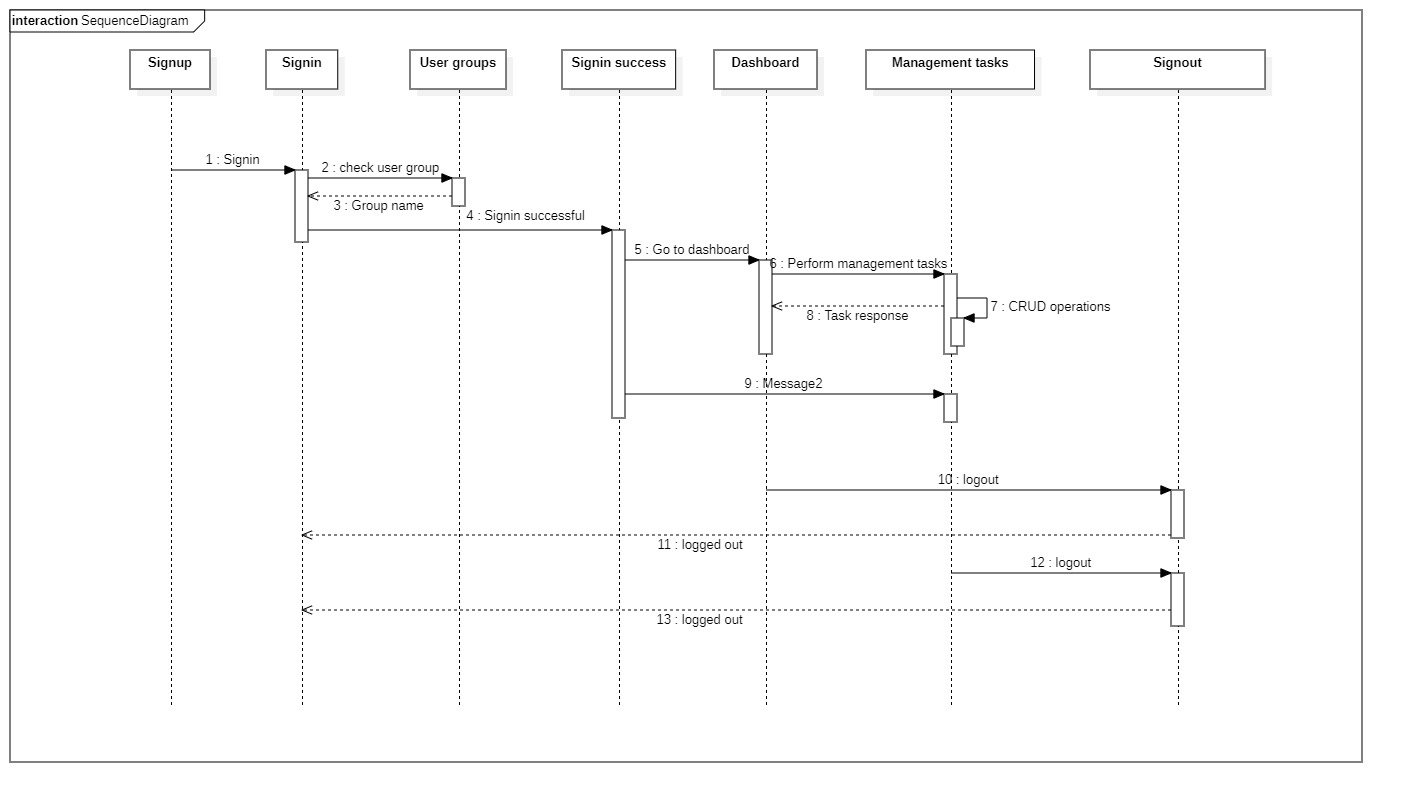 interaction SequenceDiagram
Signup
Signin
User groups
Signin success
Dashboard
Management tasks
Signout
1 : Signin
2 : check user group
3 : Group name
4 : Signin successful
5 : Go to dashboard
6 : Perform management tasks
7 : CRUD operations
8 : Task response
9 : Message2
10 : logout
11 : logged out
12 : logout
13 : logged out